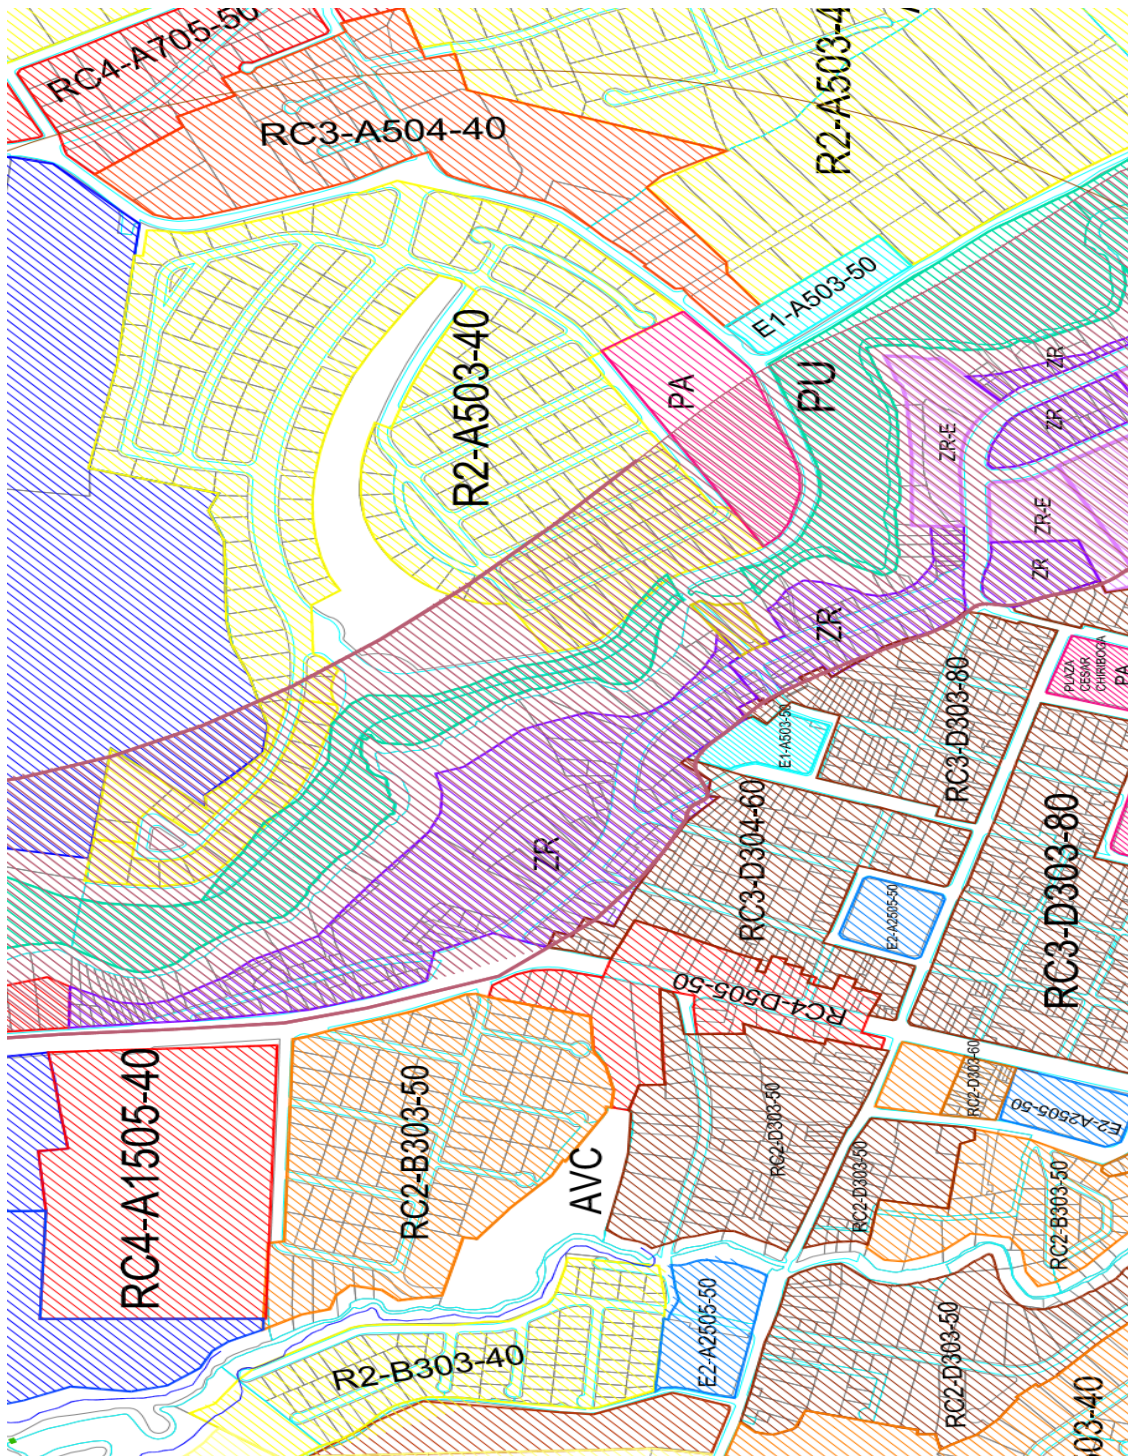 RC4-A705-50
RC3-A504-40
R2-A503-4
E1-A503-50
R2-A503-40
PA
PU
ZR
ZR
ZR-E
ZR-E
ZR
ZR
PLAZA
CESAR
CHIRIBOGA
PA
RC3-D303-80
E1-A503-50
RC3-D304-60
ZR
RC3-D303-80
E2-A2505-50
RC4-D505-50
RC4-A1505-40
RC2-B303-50
RC2-D303-60
E2-A2505-50
AVC
RC2-D303-50
RC2-D303-50
RC2-B303-50
E2-A2505-50
R2-B303-40
RC2-D303-50
03-40